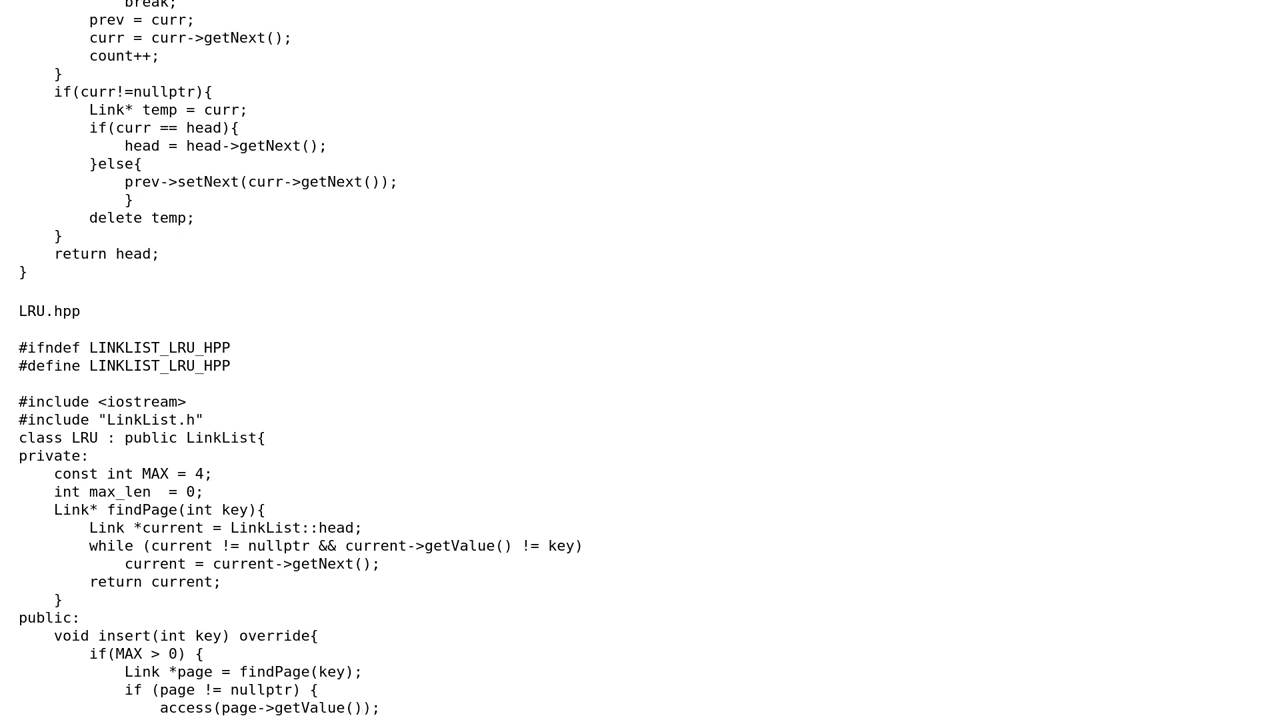 break;
        prev = curr;
        curr = curr->getNext();
        count++;
    }
    if(curr!=nullptr){
        Link* temp = curr;
        if(curr == head){
            head = head->getNext();
        }else{
            prev->setNext(curr->getNext());
            }
        delete temp;
    }
    return head;
}

LRU.hpp

#ifndef LINKLIST_LRU_HPP
#define LINKLIST_LRU_HPP

#include <iostream>
#include "LinkList.h"
class LRU : public LinkList{
private:
    const int MAX = 4;
    int max_len  = 0;
    Link* findPage(int key){
        Link *current = LinkList::head;
        while (current != nullptr && current->getValue() != key)
            current = current->getNext();
        return current;
    }
public:
    void insert(int key) override{
        if(MAX > 0) {
            Link *page = findPage(key);
            if (page != nullptr) {
                access(page->getValue());